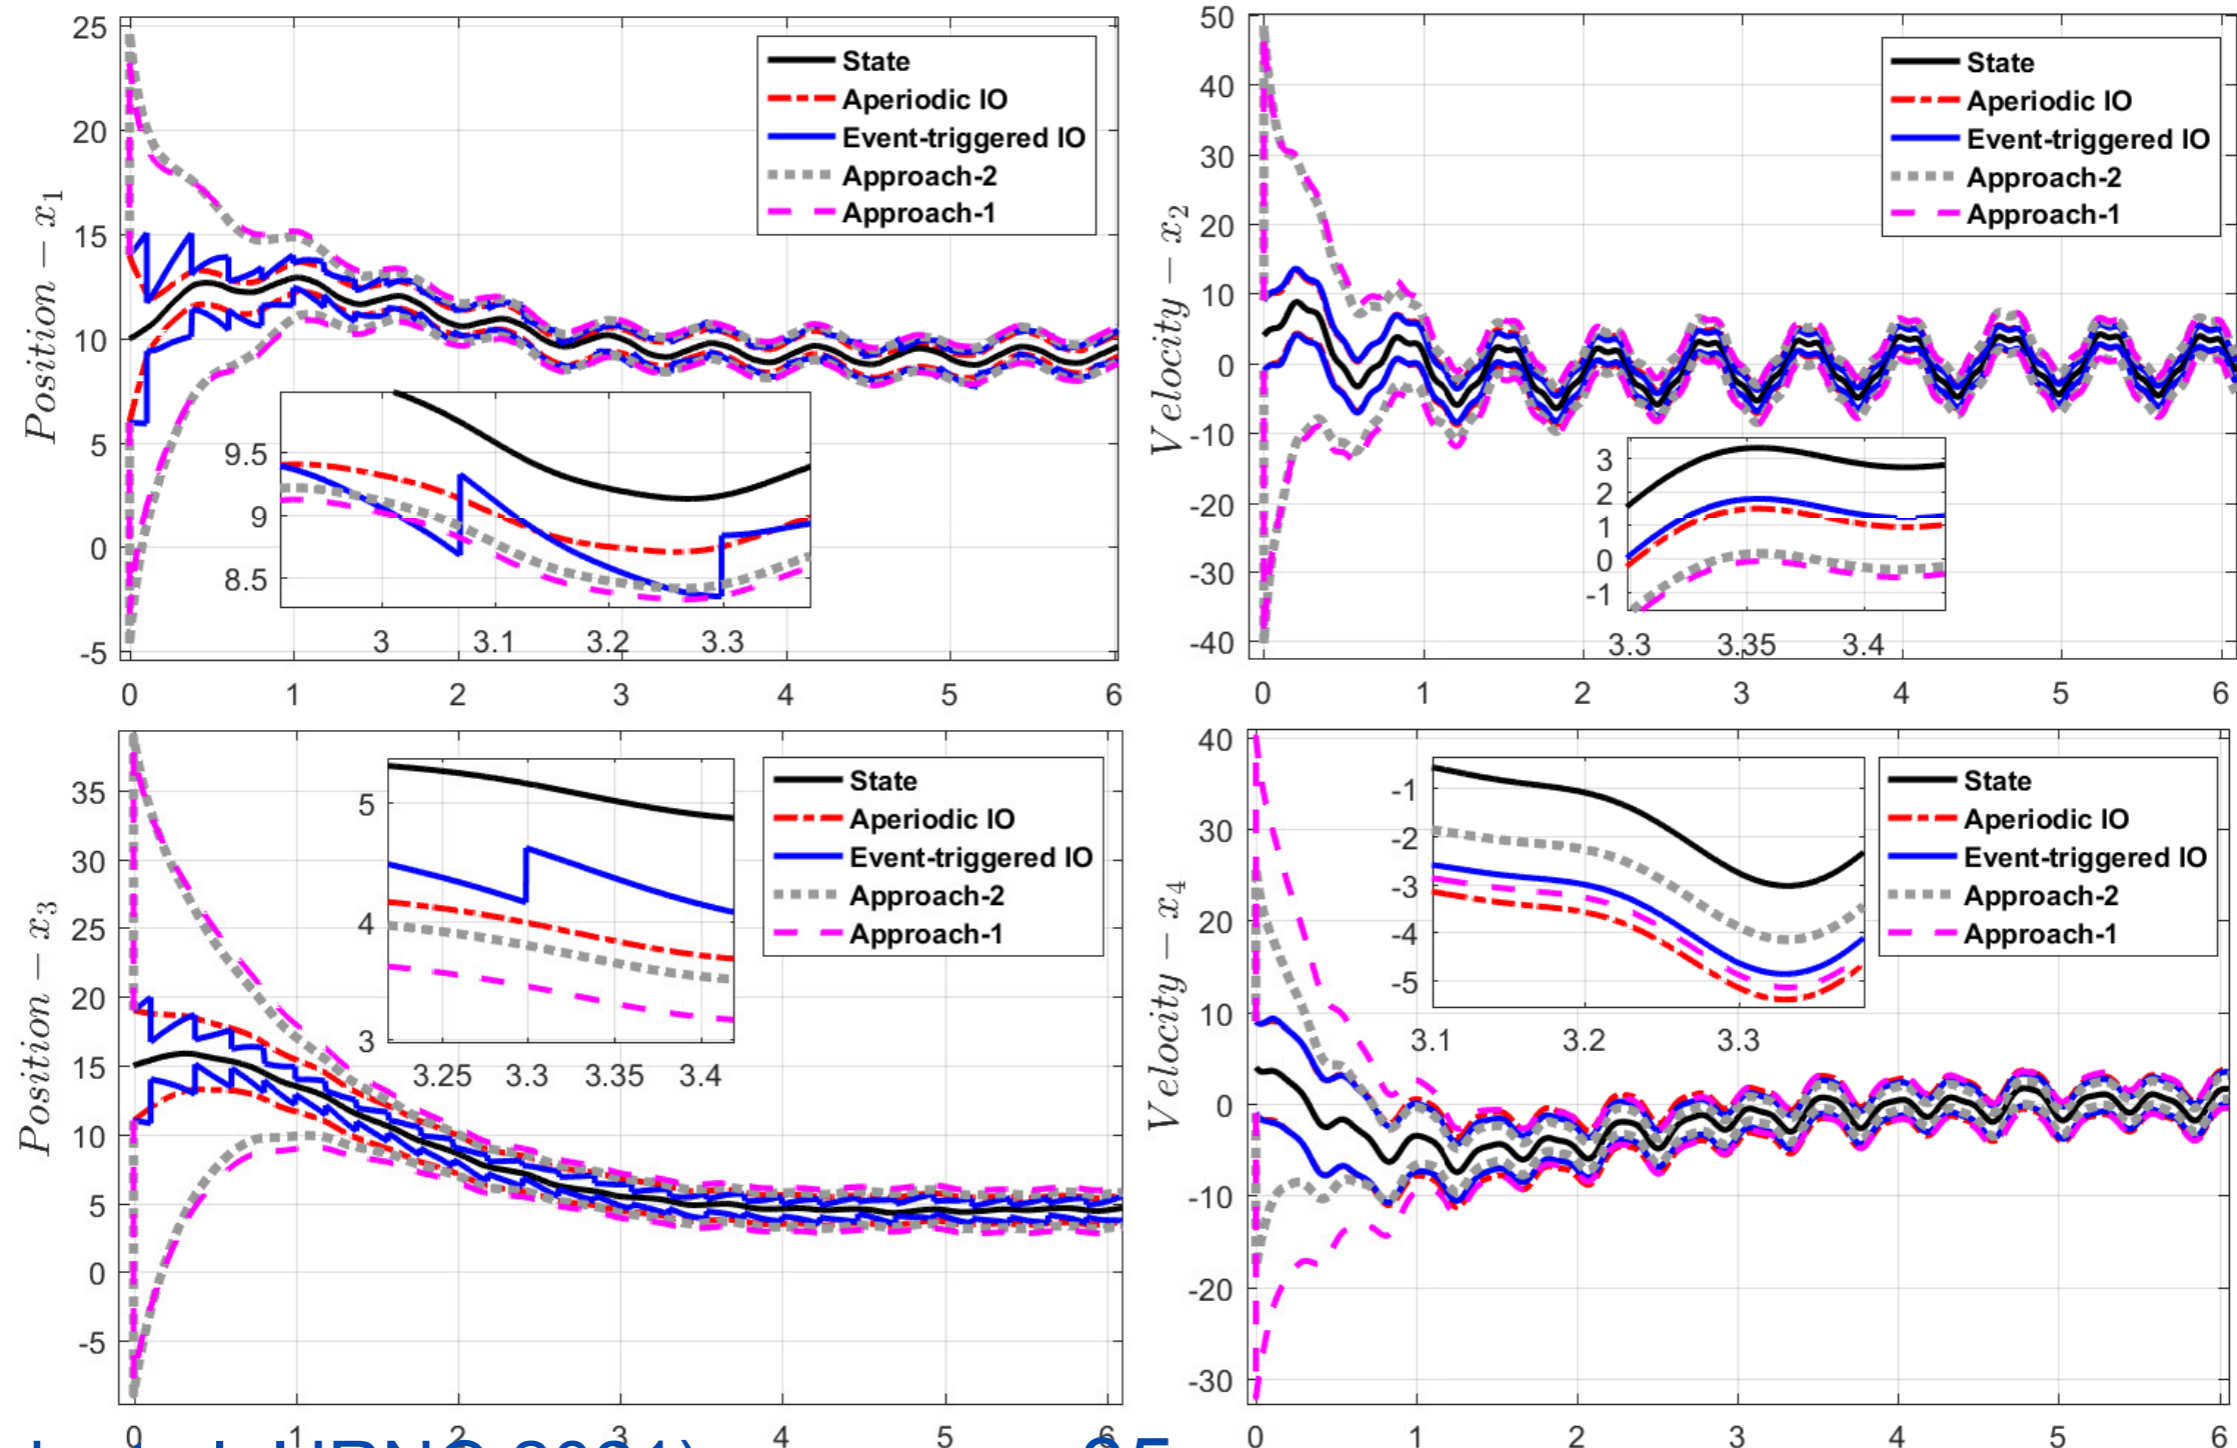 25
20
15
10
5
0
-5
Position − x1
State
Aperiodic IO
Event-triggered IO
Approach-2
Approach-1
9.5
9
8.5
3 3.1 3.2 3.3
0 1 2 3 4 5 6
50
40
30
20
10
0
-10
-20
-30
-40
Velocity − x2
State
Aperiodic IO
Event-triggered IO
Approach-2
Approach-1
3
2
1
0
-1
3.3 3.35 3.4
0 1 2 3 4 5 6
35
30
25
20
15
10
5
0
-5
Position − x3
5
4
3
3.25 3.3 3.35 3.4
State
Aperiodic IO
Event-triggered IO
Approach-2
Approach-1
0 1 2 3 4 5 6
40
30
20
10
0
-10
-20
-30
Velocity − x4
-1
-2
-3
-4
-5
3.1 3.2 3.3
State
Aperiodic IO
Event-triggered IO
Approach-2
Approach-1
0 1 2 3 4 5 6